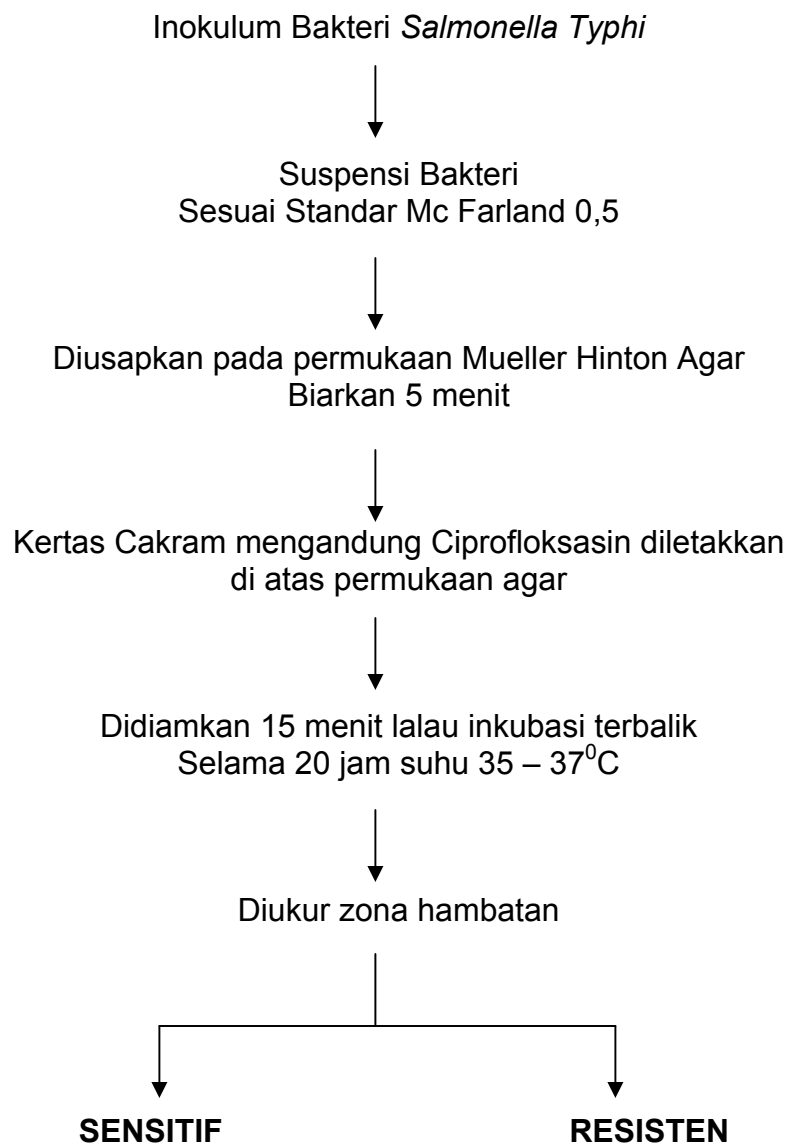 Inokulum Bakteri Salmonella Typhi
Suspensi Bakteri
Sesuai Standar Mc Farland 0,5
Diusapkan pada permukaan Mueller Hinton Agar
Biarkan 5 menit
Kertas Cakram mengandung Ciprofloksasin diletakkan
di atas permukaan agar
Didiamkan 15 menit lalau inkubasi terbalik
Selama 20 jam suhu 35 – 37⁰C
Diukur zona hambatan
SENSITIF RESISTEN